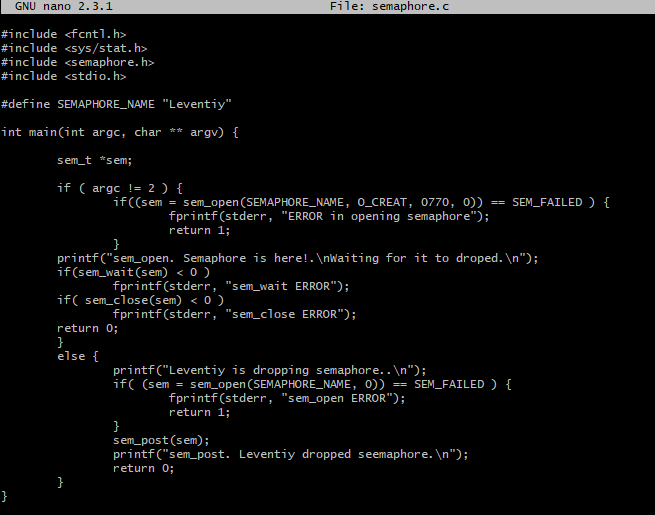 GNU nano 2.3.1 File: semaphore.c
#include <fcntl.h>
#include <sys/stat.h>
#include <semaphore.h>
#include <stdio.h>
#define SEMAPHORE_NAME "Leventiy"
int main(int argc, char ** argv) {
sem_t *sem;
if ( argc != 2 ) {
if((sem = sem_open(SEMAPHORE_NAME, O_CREAT, 0770, 0)) == SEM_FAILED ) {
fprintf(stderr, "ERROR in opening semaphore");
return 1;
}
printf("sem_open. Semaphore is here!.\nWaiting for it to droped.\n");
if(sem_wait(sem) < 0 )
fprintf(stderr, "sem_wait ERROR");
if( sem_close(sem) < 0 )
fprintf(stderr, "sem_close ERROR");
return 0;
}
else {
printf("Leventiy is dropping semaphore..\n");
if( (sem = sem_open(SEMAPHORE_NAME, 0)) == SEM_FAILED ) {
fprintf(stderr, "sem_open ERROR");
return 1;
}
sem_post(sem);
printf("sem_post. Leventiy dropped seemaphore.\n");
return 0;
}
}